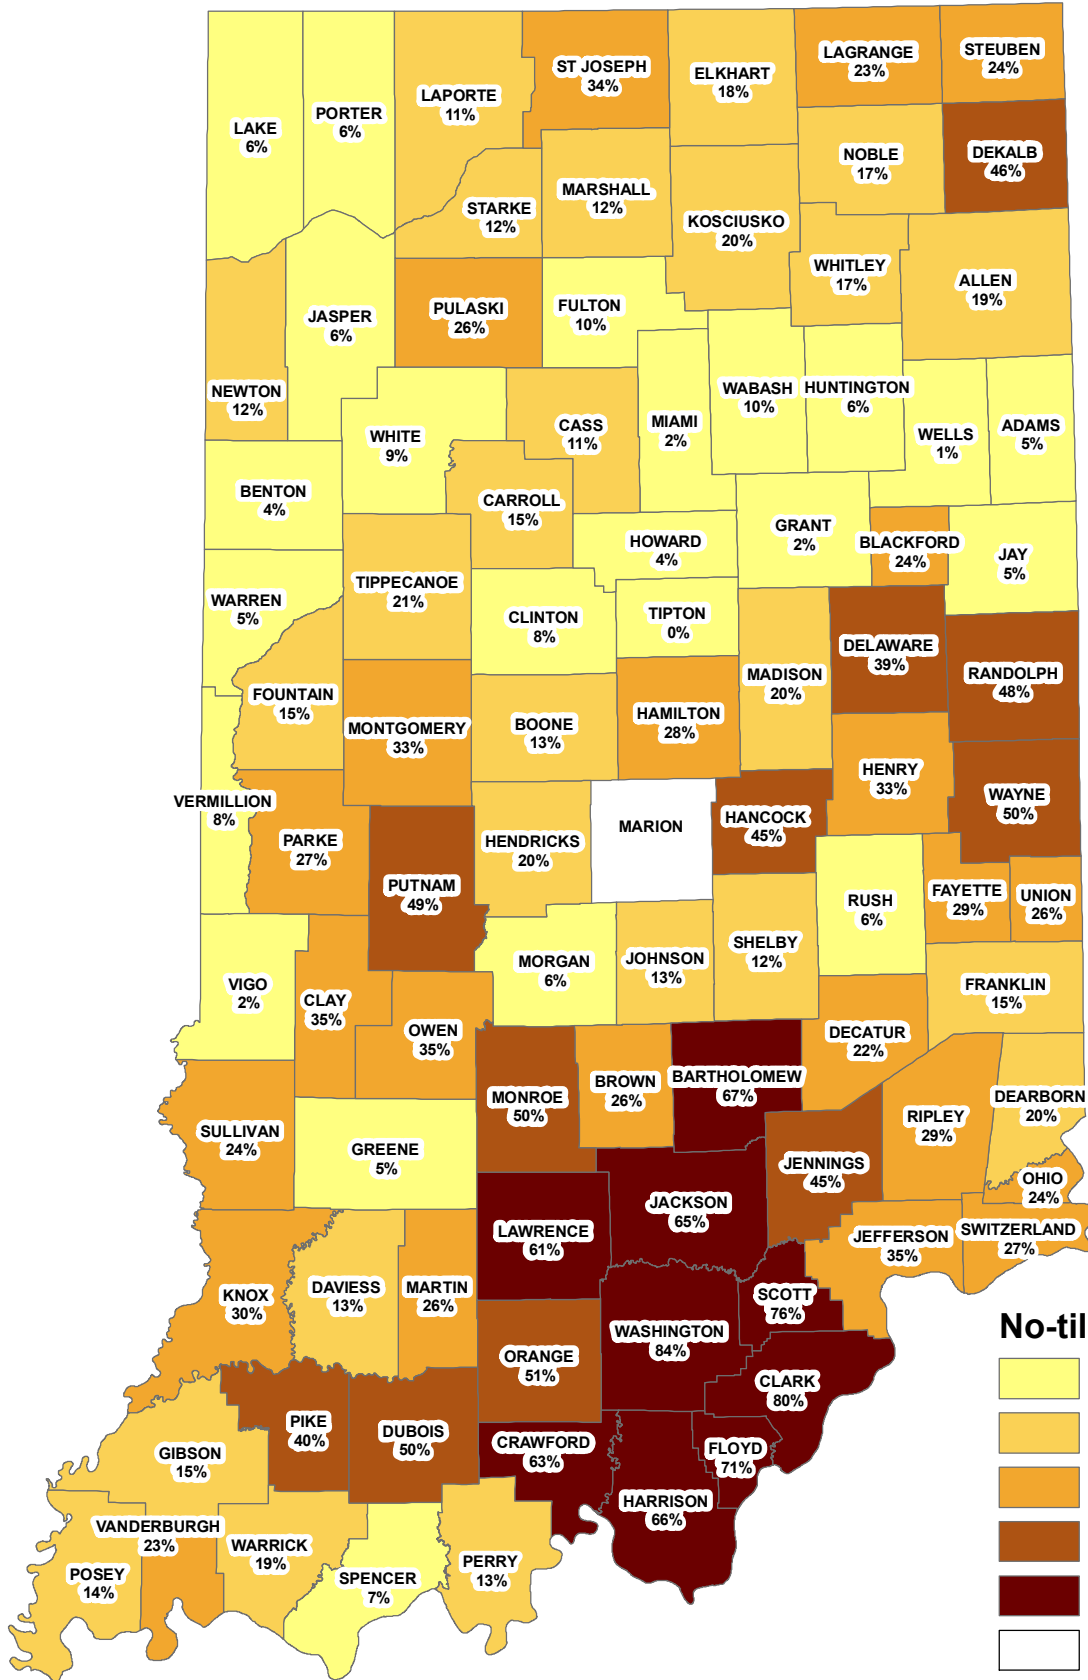 LAKE
6%
PORTER
6%
LAPORTE
11%
ST JOSEPH
34%
ELKHART
18%
LAGRANGE
23%
STEUBEN
24%
NOBLE
17%
DEKALB
46%
STARKE
12%
MARSHALL
12%
KOSCIUSKO
20%
WHITLEY
17%
ALLEN
19%
JASPER
6%
PULASKI
26%
FULTON
10%
NEWTON
12%
WHITE
9%
CASS
11%
MIAMI
2%
WABASH
10%
HUNTINGTON
6%
WELLS
1%
ADAMS
5%
BENTON
4%
CARROLL
15%
HOWARD
4%
GRANT
2%
BLACKFORD
24%
JAY
5%
WARREN
5%
TIPPECANOE
21%
CLINTON
8%
TIPTON
0%
MADISON
20%
DELAWARE
39%
RANDOLPH
48%
FOUNTAIN
15%
MONTGOMERY
33%
BOONE
13%
HAMILTON
28%
HENRY
33%
WAYNE
50%
VERMILLION
8%
PARKE
27%
PUTNAM
49%
HENDRICKS
20%
MARION
HANCOCK
45%
RUSH
6%
FAYETTE
29%
UNION
26%
VIGO
2%
CLAY
35%
OWEN
35%
MORGAN
6%
JOHNSON
13%
SHELBY
12%
FRANKLIN
15%
DECATUR
22%
SULLIVAN
24%
GREENE
5%
MONROE
50%
BROWN
26%
BARTHOLOMEW
67%
JENNINGS
45%
RIPLEY
29%
DEARBORN
20%
OHIO
24%
KNOX
30%
DAVIESS
13%
MARTIN
26%
LAWRENCE
61%
JACKSON
65%
JEFFERSON
35%
SWITZERLAND
27%
ORANGE
51%
WASHINGTON
84%
SCOTT
76%
CLARK
80%
GIBSON
15%
PIKE
40%
DUBOIS
50%
CRAWFORD
63%
FLOYD
71%
HARRISON
66%
POSEY
14%
VANDERBURGH
23%
WARRICK
19%
SPENCER
7%
PERRY
13%
No-til